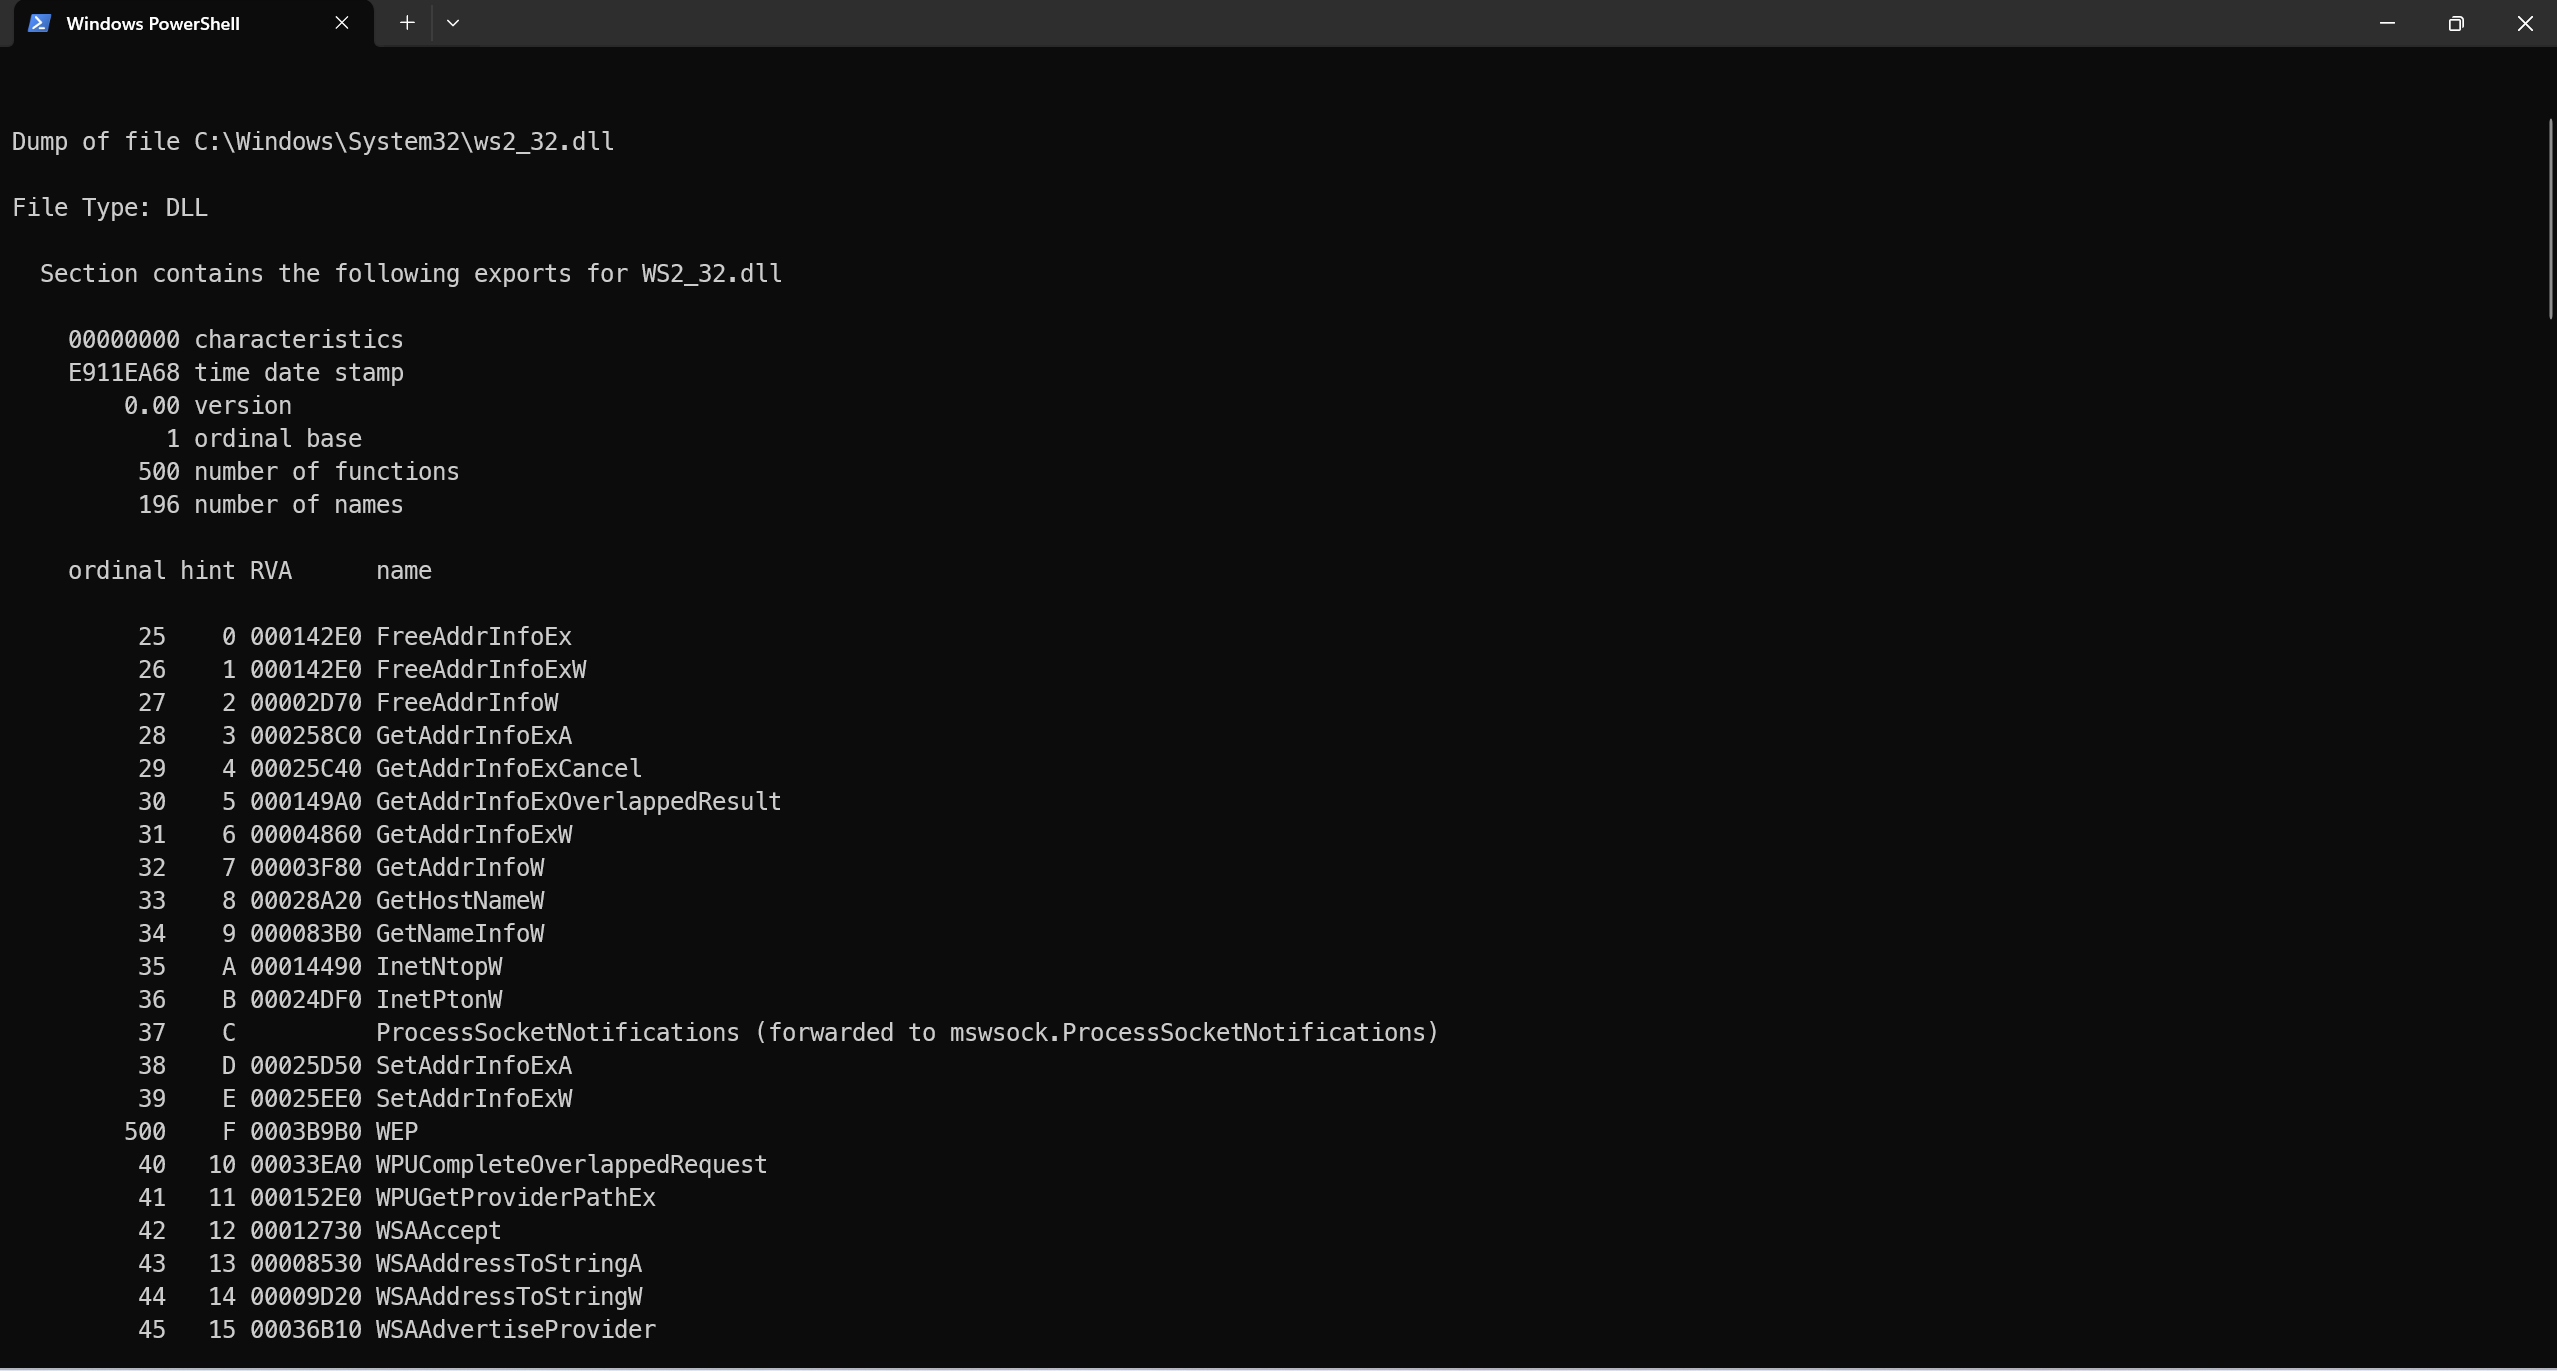 Windows PowerShell
Dump of file C:\Windows\System32\ws2_32.dll
File Type: DLL
Section contains the following exports for WS2_32.dll
00000000 characteristics
E911EA68 time date stamp
0.00 version
1 ordinal base
500 number of functions
196 number of names
ordinal hint RVA name
25 0 000142E0 FreeAddrInfoEx
26 1 000142E0 FreeAddrInfoExW
27 2 00002D70 FreeAddrInfoW
28 3 000258C0 GetAddrInfoExA
29 4 00025C40 GetAddrInfoExCancel
30 5 000149A0 GetAddrInfoExOverlappedResult
31 6 00004860 GetAddrInfoExW
32 7 00003F80 GetAddrInfoW
33 8 00028A20 GetHostNameW
34 9 000083B0 GetNameInfoW
35 A 00014490 InetNtopW
36 B 00024DF0 InetPtonW
37 C ProcessSocketNotifications (forwarded to mswsock.ProcessSocketNotifications)
38 D 00025D50 SetAddrInfoExA
39 E 00025EE0 SetAddrInfoExW
500 F 0003B9B0 WEP
40 10 00033EA0 WPUCompleteOverlappedRequest
41 11 000152E0 WPUGetProviderPathEx
42 12 00012730 WSAAccept
43 13 00008530 WSAAddressToStringA
44 14 00009D20 WSAAddressToStringW
45 15 00036B10 WSAAdvertiseProvider